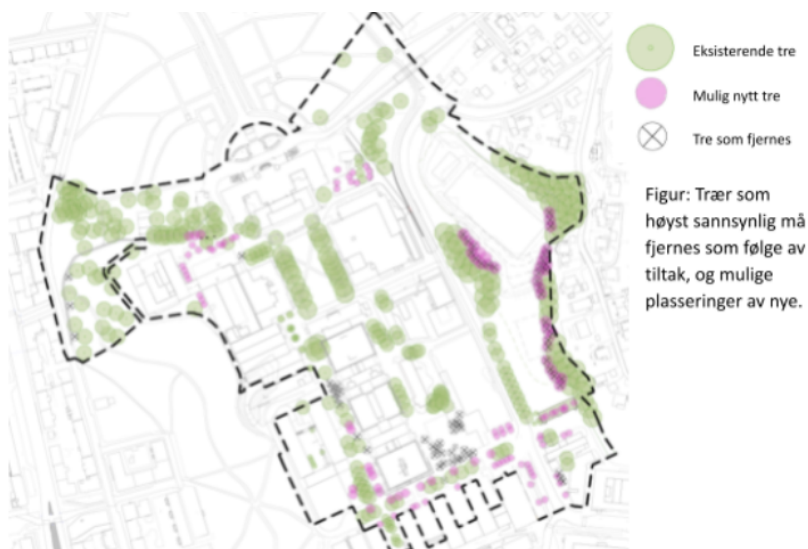 Eksisterende tre
Mulig nytt tre
Tre som fjernes
Figur: Trær som
høyst sannsynlig må
fjernes som følge av
tiltak, og mulige
plasseringer av nye.